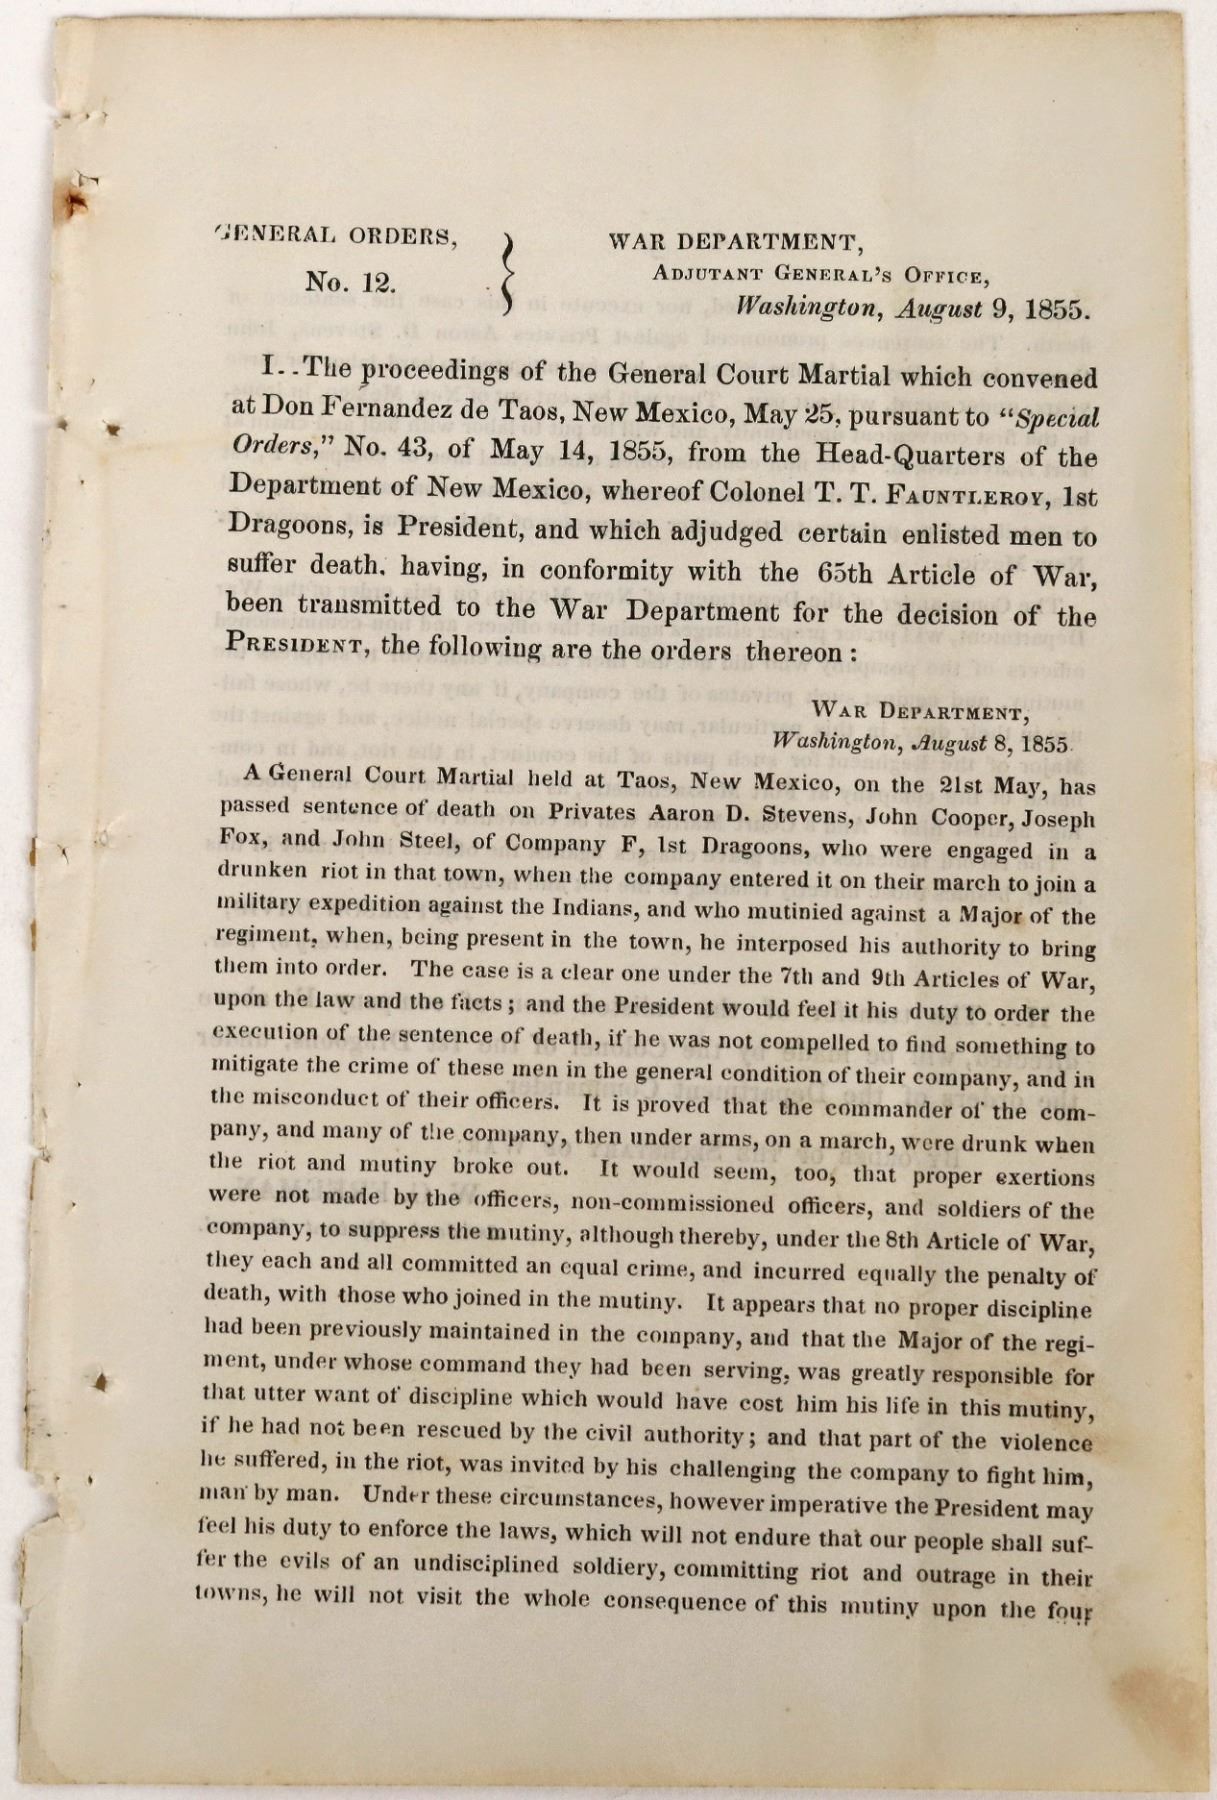 GENERAL ORDERS,
No. 12.
WAR DEPARTMENT,
ADJUTANT GENERAL'S OFFICE,
Washington, August 9, 1855.
I..The proceedings of the General Court Martial which convened
at Don Fernandez de Taos, New Mexico, May 25, pursuant to "Special
Orders," No. 43, of May 14, 1855, from the Head-Quarters of the
Department of New Mexico, whereof Colonel T. T. FAUNTLEROY, 1st
Dragoons, is President, and which adjudged certain enlisted men to
suffer death, having, in conformity with the 65th Article of War,
been transmitted to the War Department for the decision of the
PRESIDENT, the following are the orders thereon:
WAR DEPARTMENT,
Washington, August 8, 1855.
A General Court Martial held at Taos, New Mexico, on the 21st May, has
passed sentence of death on Privates Aaron D. Stevens, John Cooper, Joseph
Fox, and John Steel, of Company F, 1st Dragoons, who were engaged in a
drunken riot in that town, when the company entered it on their march to join a
military expedition against the Indians, and who mutinied against a Major of the
regiment, when, being present in the town, he interposed his authority to bring
them into order. The case is a clear one under the 7th and 9th Articles of War,
upon the law and the facts; and the President would feel it his duty to order the
execution of the sentence of death, if he was not compelled to find something to
mitigate the crime of these men in the general condition of their company, and in
the misconduct of their officers. It is proved that the commander of the com-
pany, and many of the company, then under arms, on a march, were drunk when
the riot and mutiny broke out. It would seem, too, that proper exertions
were not made by the officers, non-commissioned officers, and soldiers of the
company, to suppress the mutiny, although thereby, under the 8th Article of War,
they each and all committed an equal crime, and incurred equally the penalty of
death, with those who joined in the mutiny. It appears that no proper discipline
had been previously maintained in the company, and that the Major of the regi-
ment, under whose command they had been serving, was greatly responsible for
that utter want of discipline which would have cost him his life in this mutiny,
if he had not been rescued by the civil authority; and that part of the violence
he suffered, in the riot, was invited by his challenging the company to fight him,
man by man. Under these circumstances, however imperative the President may
feel his duty to enforce the laws, which will not endure that our people shall suf-
fer the evils of an undisciplined soldiery, committing riot and outrage in their
towns, he will not visit the whole consequence of this mutiny upon the four